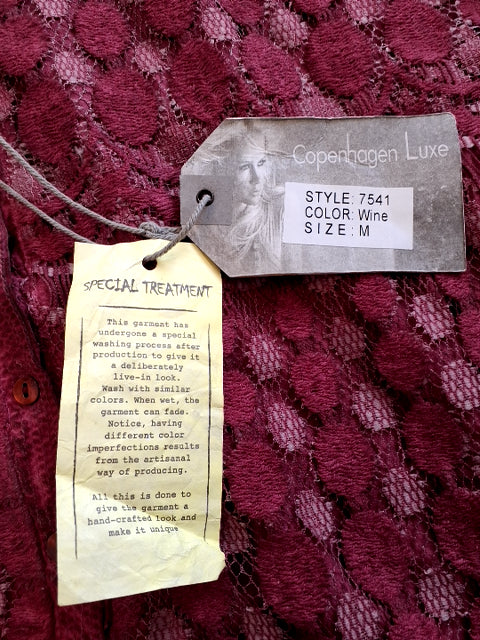 Copenhagen Luxe
STYLE: 7541
COLOR: Wine
SIZE: M
SPECIAL TREATMENT
This garment has
undergone a special
washing process after
production to give it
a deliberately
live-in look.
Wash with similar
colors. When wet, the
garment can fade.
Notice, having
different color
imperfections results
from the artisanal
way of producing.
All this is done to
give the garment a
hand-crafted look and
make it unique